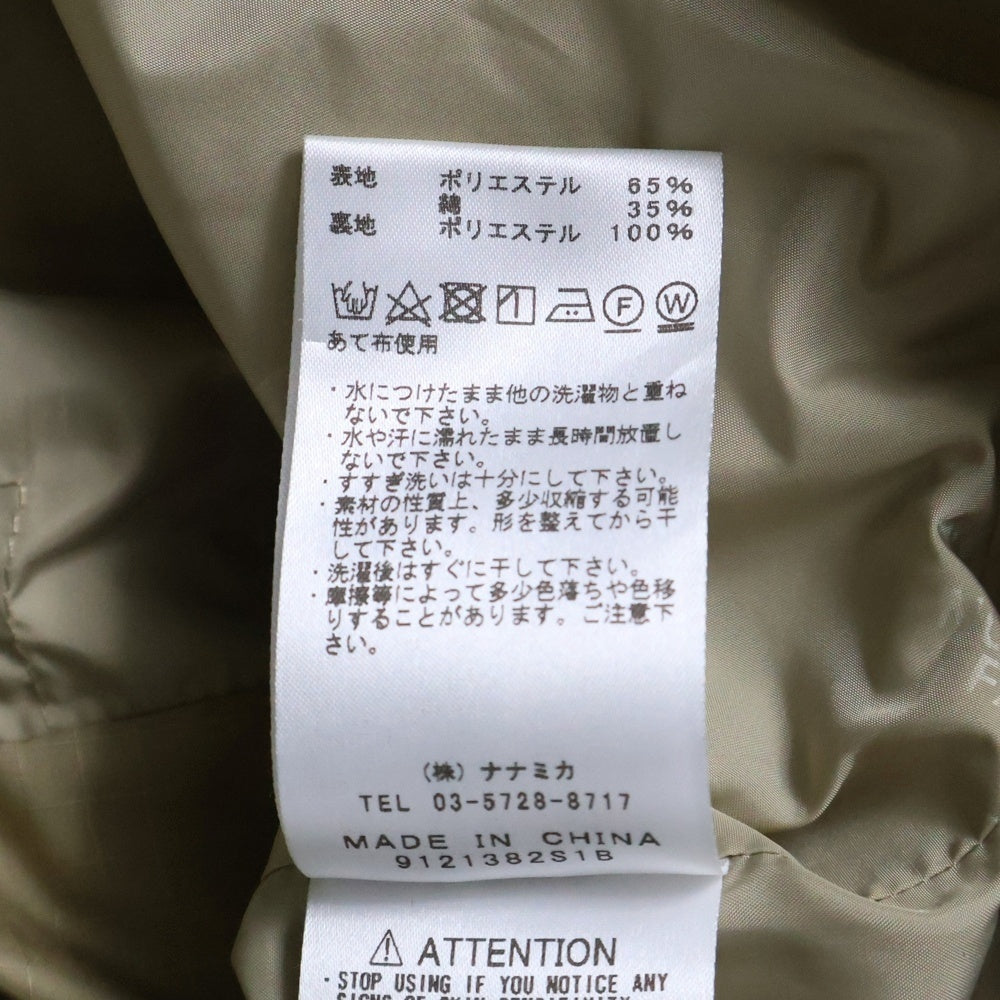 表地 ポリエステル 65%
綿 35%
裏地 ポリエステル 100%
F W
あて布使用
・水につけたまま他の洗濯物と重ね
ないで下さい。
・水や汗に濡れたまま長時間放置し
ないで下さい。
・すすぎ洗いは十分にして下さい。
・素材の性質上、多少収縮する可能
性があります。形を整えてから干
して下さい。
・洗濯後はすぐに干して下さい。
・摩擦等によって多少色落ちや色移
りすることがあります。ご注意下
さい。
(株) ナナミカ
TEL 03-5728-8717
MADE IN CHINA
9121382S1B
⚠ ATTENTION
・STOP USING IF YOU NOTICE ANY